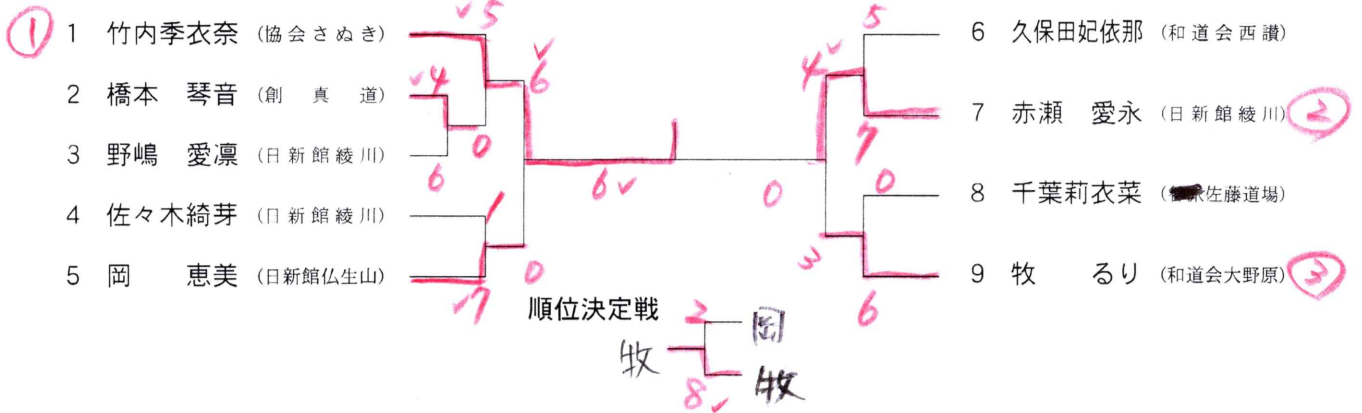 ① 1 竹内季衣奈 (協会さぬき) ✓5
2 橋本 琴音 (創真道) ✓4
0
3 野嶋 愛凛 (日新館綾川) 6
✓6
4 佐々木綺芽 (日新館綾川) 1
0
5 岡 恵美 (日新館仏生山) 7
6✓
0
5 6 久保田妃依那 (和道会西讃)
4✓
7 7 赤瀬 愛永 (日新館綾川) ②
0 8 千葉莉衣菜 (佐藤道場)
3
6 9 牧 るり (和道会大野原) ③
順位決定戦
2 岡
牧
8✓ 牧